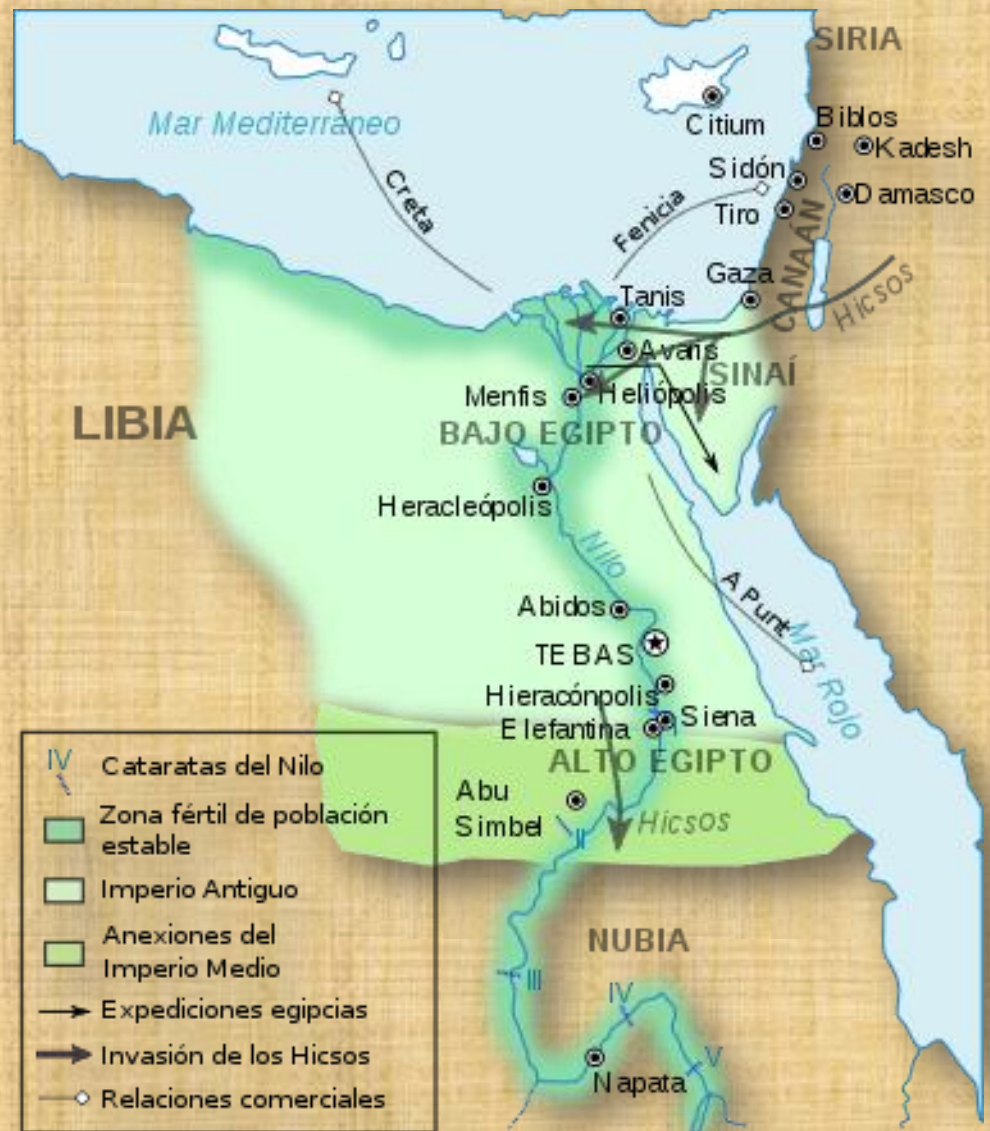 SIRIA
Mar Mediterráneo
Citium
Biblos
Kadesh
Sidón
Damasco
Creta
Fenicia
Tiro
CANAÁN
Gaza
Hicsos
Tanis
Avaris
SINAÍ
Menfis
Heliópolis
LIBIA
BAJO EGIPTO
Heracleópolis
Nilo
Abidos
A Punt
Mar Rojo
TEBAS
Hieracónpolis
Elefantina
Siena
ALTO EGIPTO
Abu
Simbel
II
Hicsos
NUBIA
III
IV
V
Napata
IV
Cataratas del Nilo
Zona fértil de población
estable
Imperio Antiguo
Anexiones del
Imperio Medio
Expediciones egipcias
Invasión de los Hicsos
Relaciones comerciales